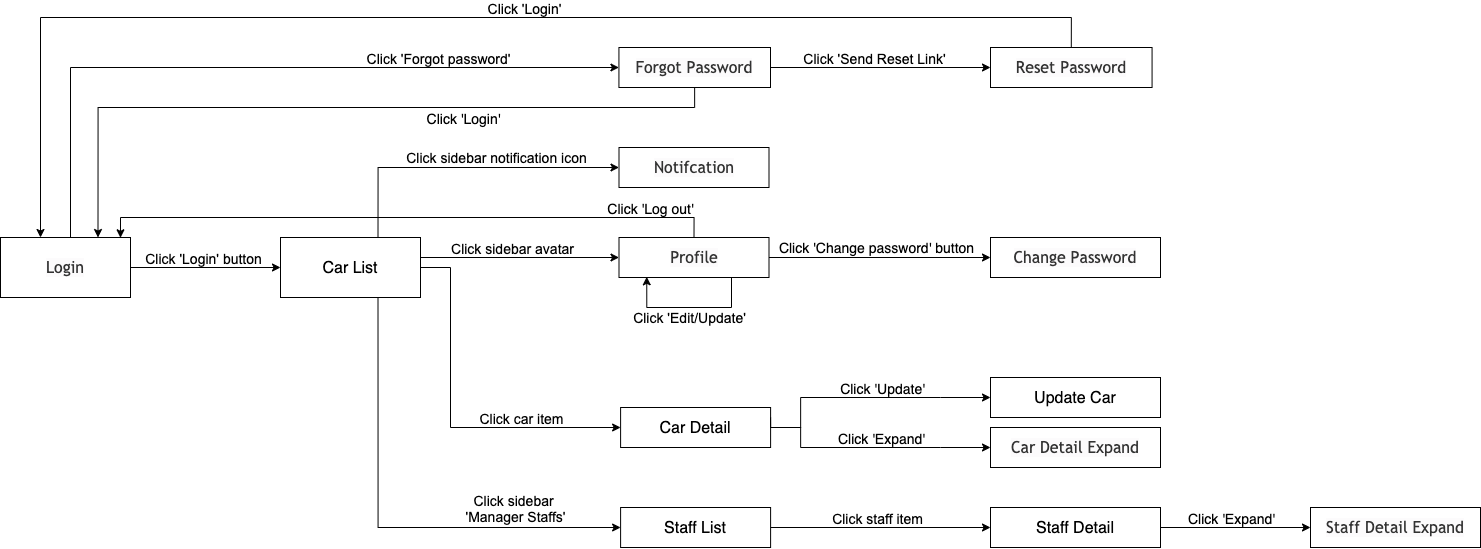 Click 'Login'
Click 'Forgot password'
Forgot Password
Click 'Send Reset Link'
Reset Password
Click 'Login'
Click sidebar notification icon
Notifcation
Click 'Log out'
Login
Click 'Login' button
Car List
Click sidebar avatar
Profile
Click 'Change password' button
Change Password
Click 'Edit/Update'
Click car item
Car Detail
Click 'Update'
Update Car
Click 'Expand'
Car Detail Expand
Click sidebar
'Manager Staffs'
Staff List
Click staff item
Staff Detail
Click 'Expand'
Staff Detail Expand